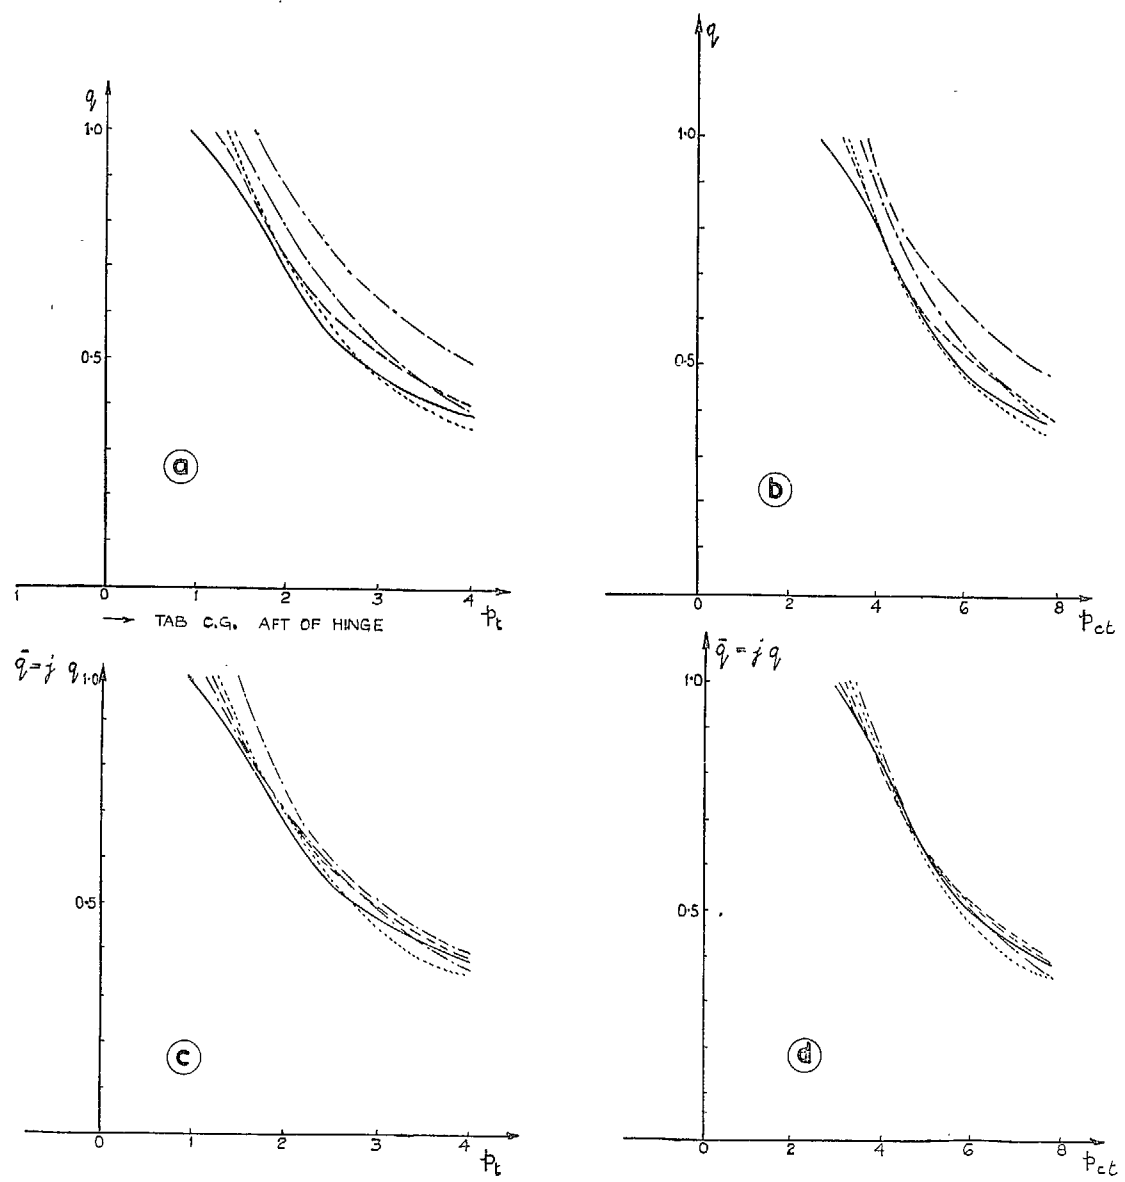 q
1·0
0·5
a
1 0 1 2 3 4
p_t
→ TAB C.G. AFT OF HINGE
q
1·0
0·5
b
0 2 4 6 8
p_ct
q̄ = j q
1·0
0·5
c
0 1 2 3 4
p_t
q̄ = j q
1·0
0·5
d
0 2 4 6 8
p_ct